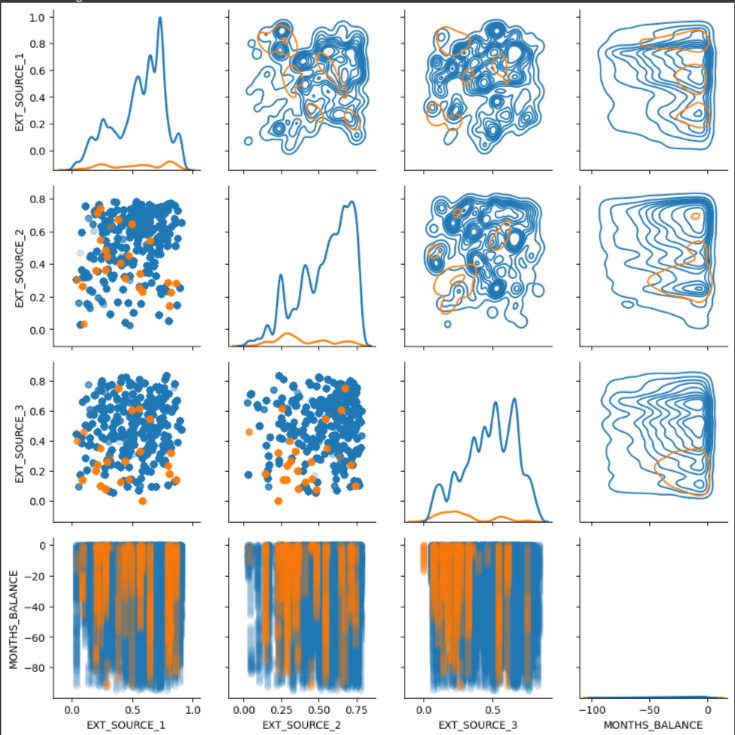 1.0
0.8
0.6
0.4
0.2
0.0
EXT_SOURCE_1
0.8
0.6
0.4
0.2
0.0
EXT_SOURCE_2
0.8
0.6
0.4
0.2
0.0
EXT_SOURCE_3
0
−20
−40
−60
−80
MONTHS_BALANCE
0.0 0.5 1.0
EXT_SOURCE_1
0.00 0.25 0.50 0.75
EXT_SOURCE_2
0.0 0.5
EXT_SOURCE_3
−100 −50 0
MONTHS_BALANCE